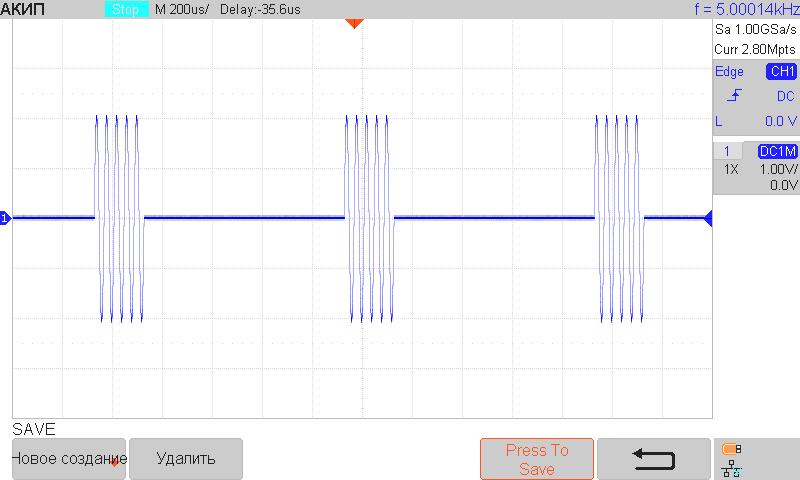 АКИП Stop M 200us/ Delay:-35.6us f = 5.00014kHz
Sa 1.00GSa/s
Curr 2.80Mpts
Edge CH1
DC
L 0.0 V
1 DC1M
1X 1.00V/
0.0V
1
SAVE
Новое создание Удалить Press To
Save